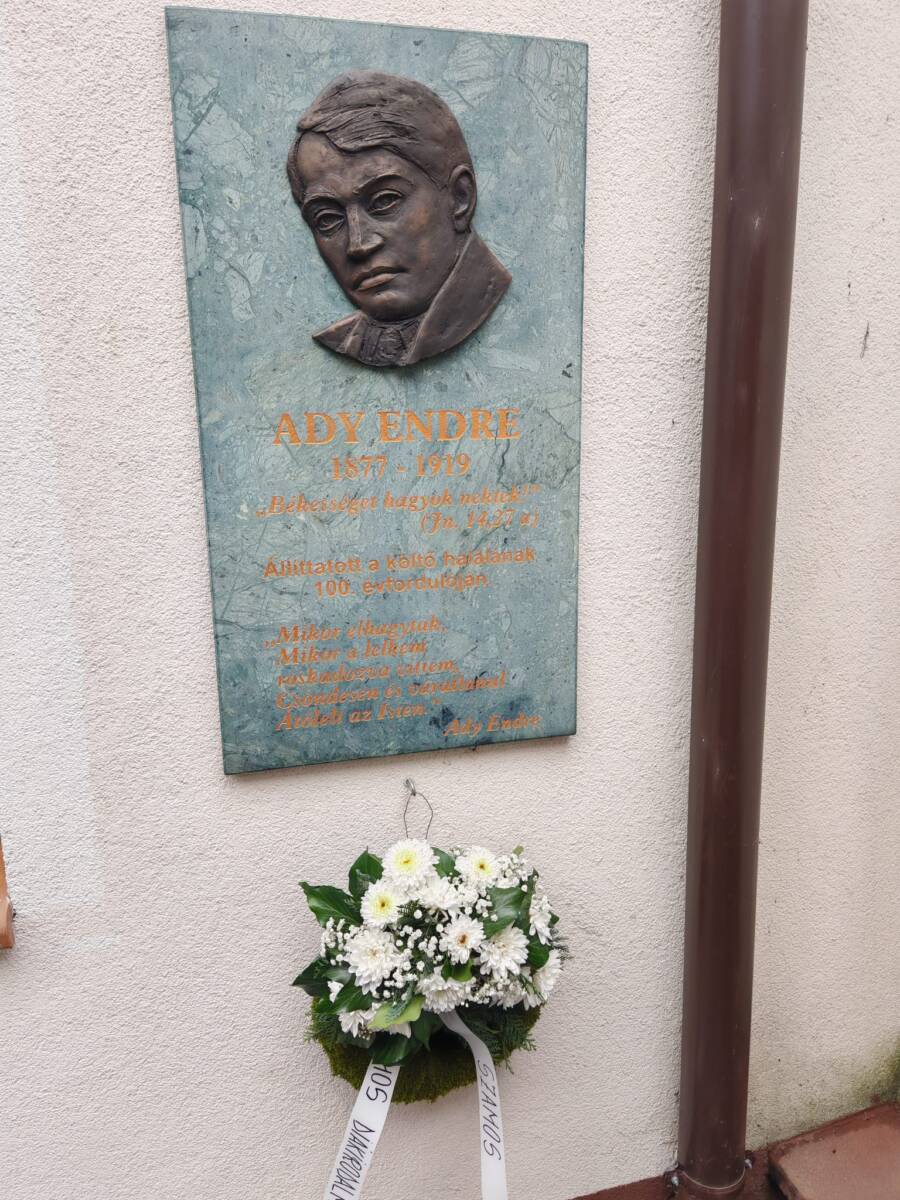 ADY ENDRE
1877 - 1919
„Békességet hagyok nektek!”
(Jn. 14,27 a)
Állíttatott a költő halálának
100. évfordulóján.
„Mikor elhagytak,
Mikor a lelkem
roskadozva vittem,
Csöndesen és váratlanul
Átölelt az Isten.”
Ady Endre
SZAMOS